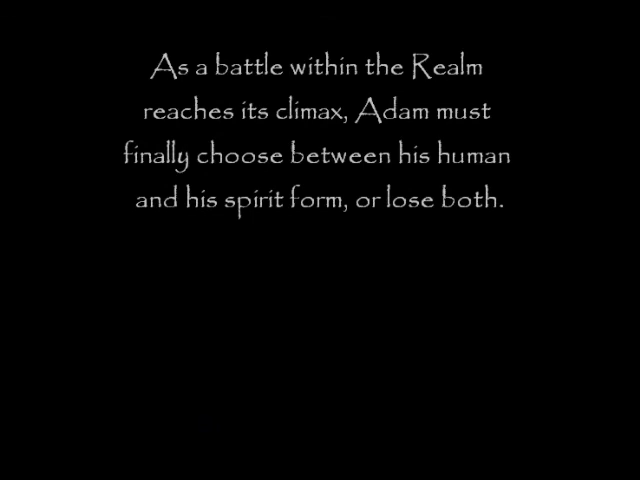 As a battle within the Realm
reaches its climax, Adam must
finally choose between his human
and his spirit form, or lose both.